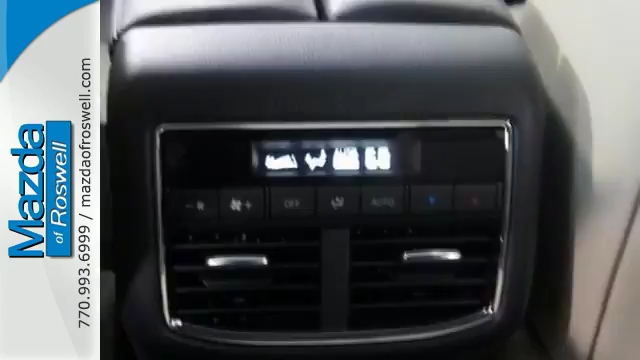 Mazda
of Roswell
770.993.6999 / mazdaofroswell.com
- +
OFF AUTO